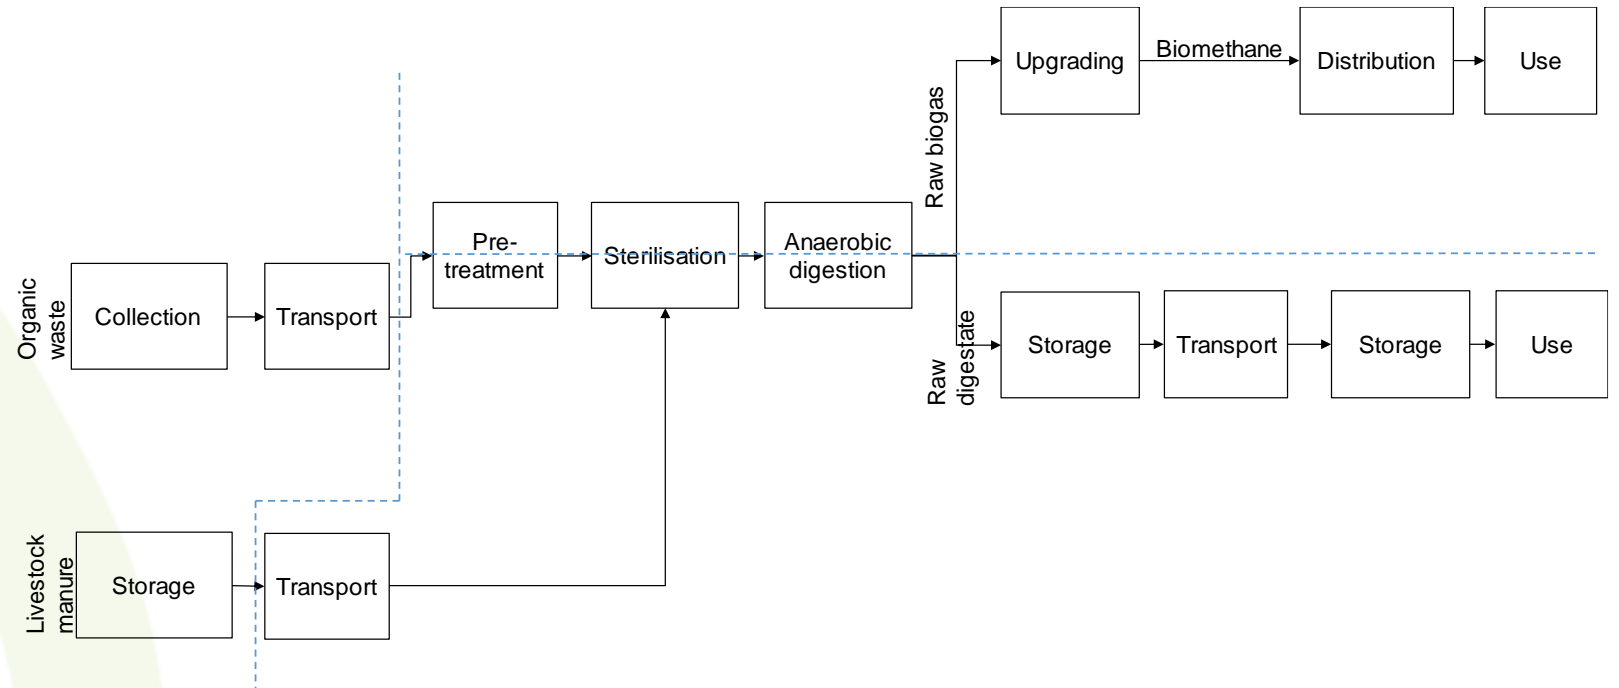 Upgrading
Biomethane
Distribution
Use
Raw biogas
Pre-
treatment
Sterilisation
Anaerobic
digestion
Organic
waste
Collection
Transport
Raw
digestate
Storage
Transport
Storage
Use
Livestock
manure
Storage
Transport